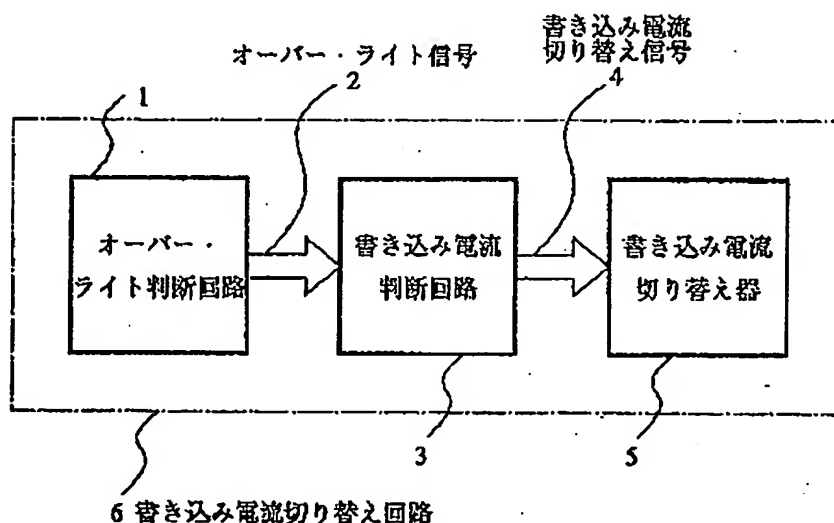 オーバー・ライト信号
2
書き込み電流
切り替え信号
4
1
オーバー・
ライト判断回路
書き込み電流
判断回路
書き込み電流
切り替え器
3
5
6 書き込み電流切り替え回路